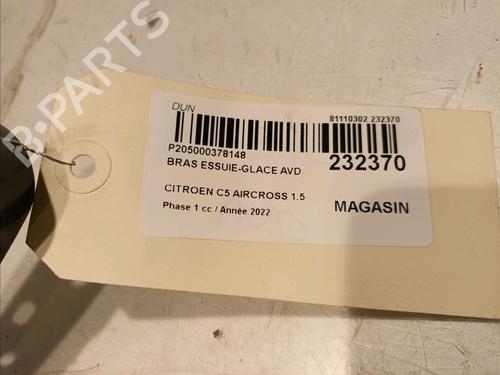 B-PARTS
DUN
81110302 232370
P205000378148
BRAS ESSUIE-GLACE AVD
232370
CITROEN C5 AIRCROSS 1.5
MAGASIN
Phase 1 cc / Année 2022